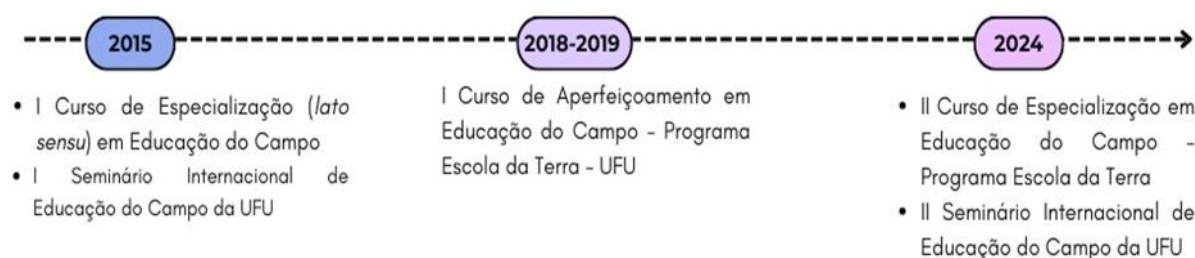 2015
• I Curso de Especialização (lato
sensu) em Educação do Campo
• I Seminário Internacional de
Educação do Campo da UFU
2018-2019
I Curso de Aperfeiçoamento em
Educação do Campo - Programa
Escola da Terra - UFU
2024
• II Curso de Especialização em
Educação do Campo -
Programa Escola da Terra
• II Seminário Internacional de
Educação do Campo da UFU